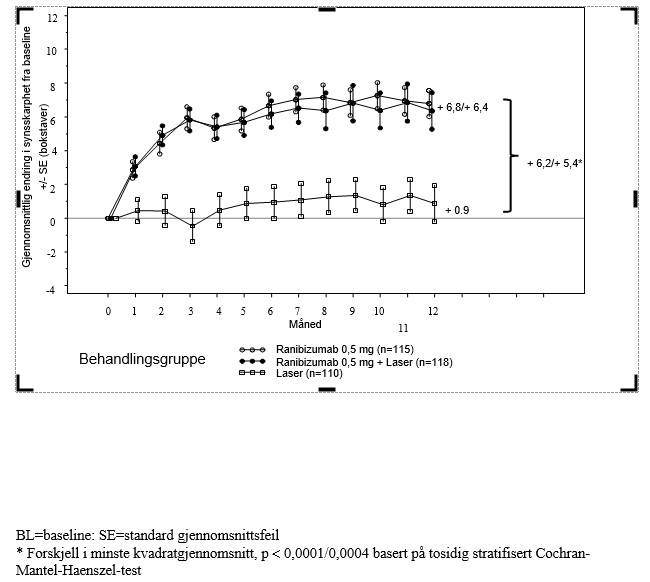 Gjennomsnittlig endring i synsskarphet fra baseline
+/- SE (bokstaver)
12
10
8
6
4
2
0
-2
-4
+ 6,8/+ 6,4
+ 6,2/+ 5,4*
+ 0.9
0 1 2 3 4 5 6 7 8 9 10 12
11
Måned
Behandlingsgruppe
Ranibizumab 0,5 mg (n=115)
Ranibizumab 0,5 mg + Laser (n=118)
Laser (n=110)
BL=baseline: SE=standard gjennomsnittsfeil
* Forskjell i minste kvadratgjennomsnitt, p < 0,0001/0,0004 basert på tosidig stratifisert Cochran-
Mantel-Haenszel-test